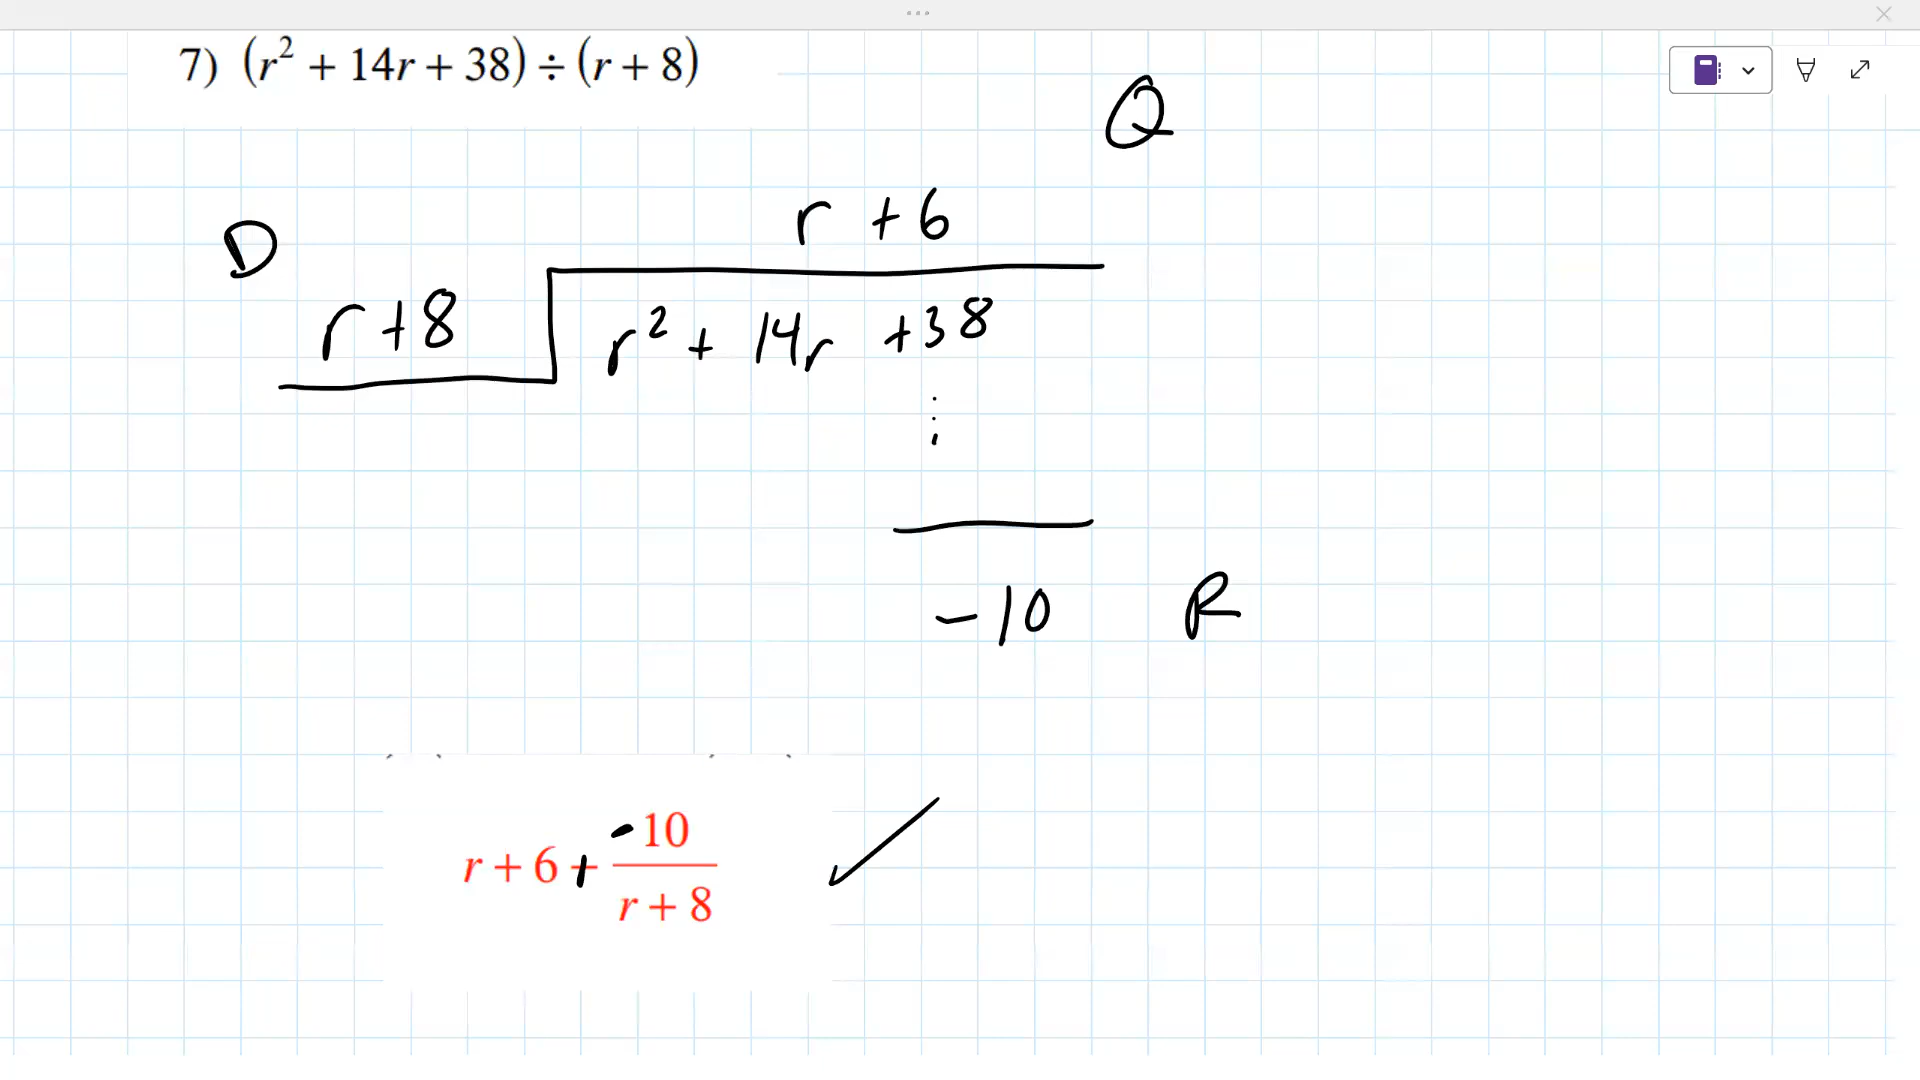 7) (r² + 14r + 38) ÷ (r + 8)
Q
r + 6
D
r + 8
r² + 14r + 38
⋮
-10 R
r + 6 + -10/(r + 8)